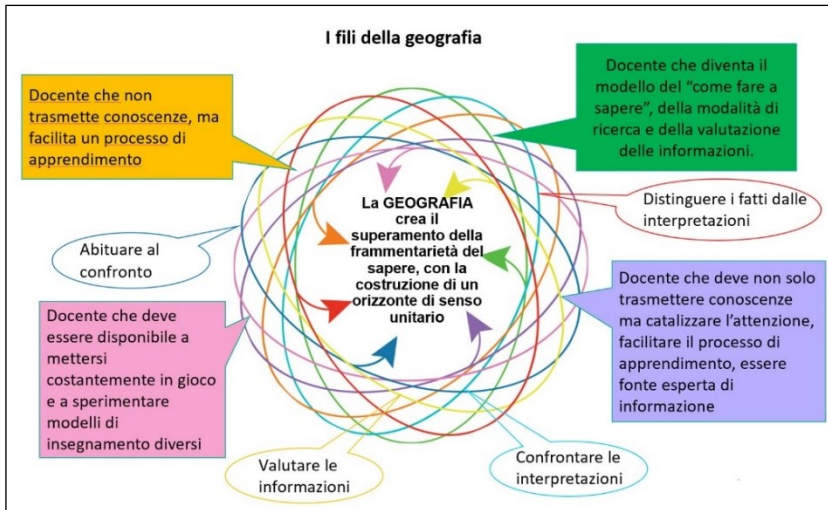 I fili della geografia
Docente che non
trasmette conoscenze, ma
facilita un processo di
apprendimento
Docente che diventa il
modello del “come fare a
sapere”, della modalità di
ricerca e della valutazione
delle informazioni.
La GEOGRAFIA
crea il
superamento della
frammentarietà del
sapere, con la
costruzione di un
orizzonte di senso
unitario
Distinguere i fatti dalle
interpretazioni
Abituare al
confronto
Docente che deve non solo
trasmettere conoscenze
ma catalizzare l’attenzione,
facilitare il processo di
apprendimento, essere
fonte esperta di
informazione
Docente che deve
essere disponibile a
mettersi
costantemente in gioco
e a sperimentare
modelli di
insegnamento diversi
Valutare le
informazioni
Confrontare le
interpretazioni